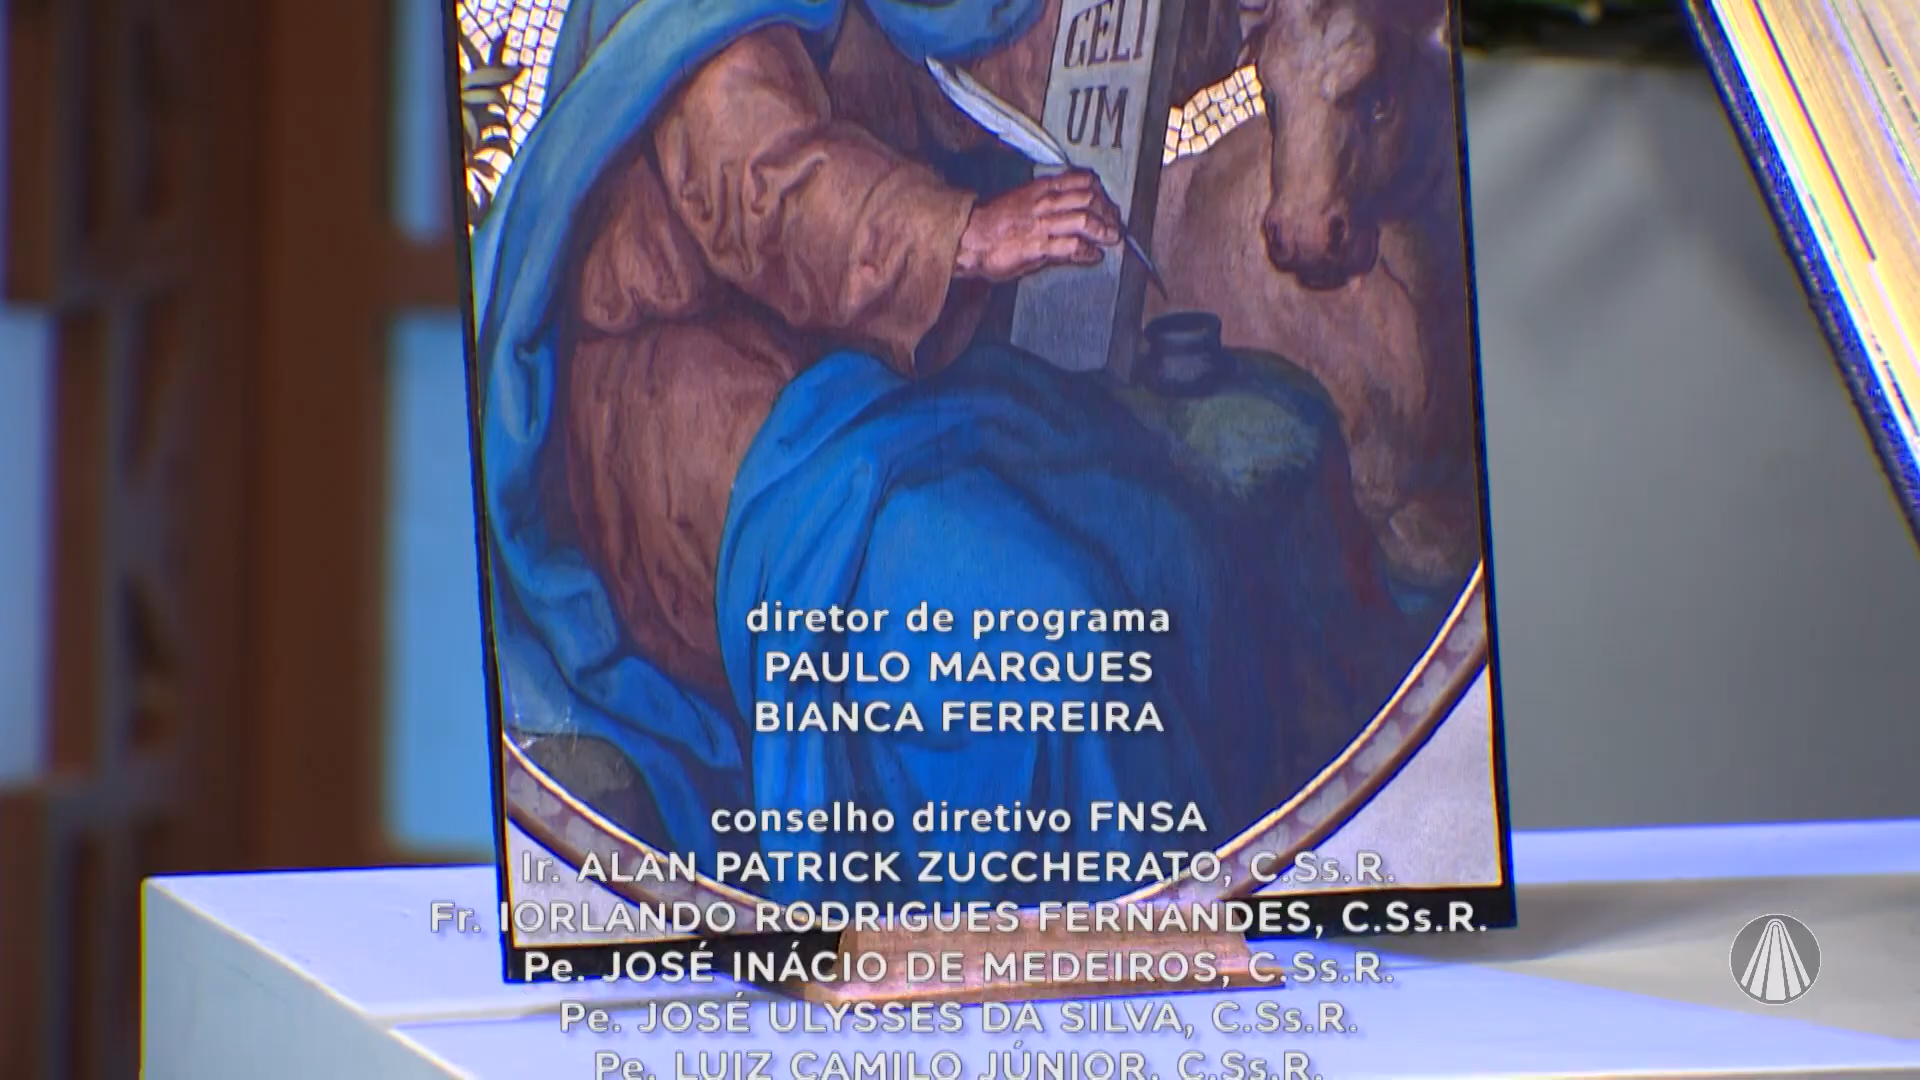 GELI
UM
diretor de programa
PAULO MARQUES
BIANCA FERREIRA
conselho diretivo FNSA
Ir. ALAN PATRICK ZUCCHERATO, C.Ss.R.
Fr. IORLANDO RODRIGUES FERNANDES, C.Ss.R.
Pe. JOSÉ INÁCIO DE MEDEIROS, C.Ss.R.
Pe. JOSÉ ULYSSES DA SILVA, C.Ss.R.
Pe. LUIZ CAMILO JÚNIOR, C.Ss.R.